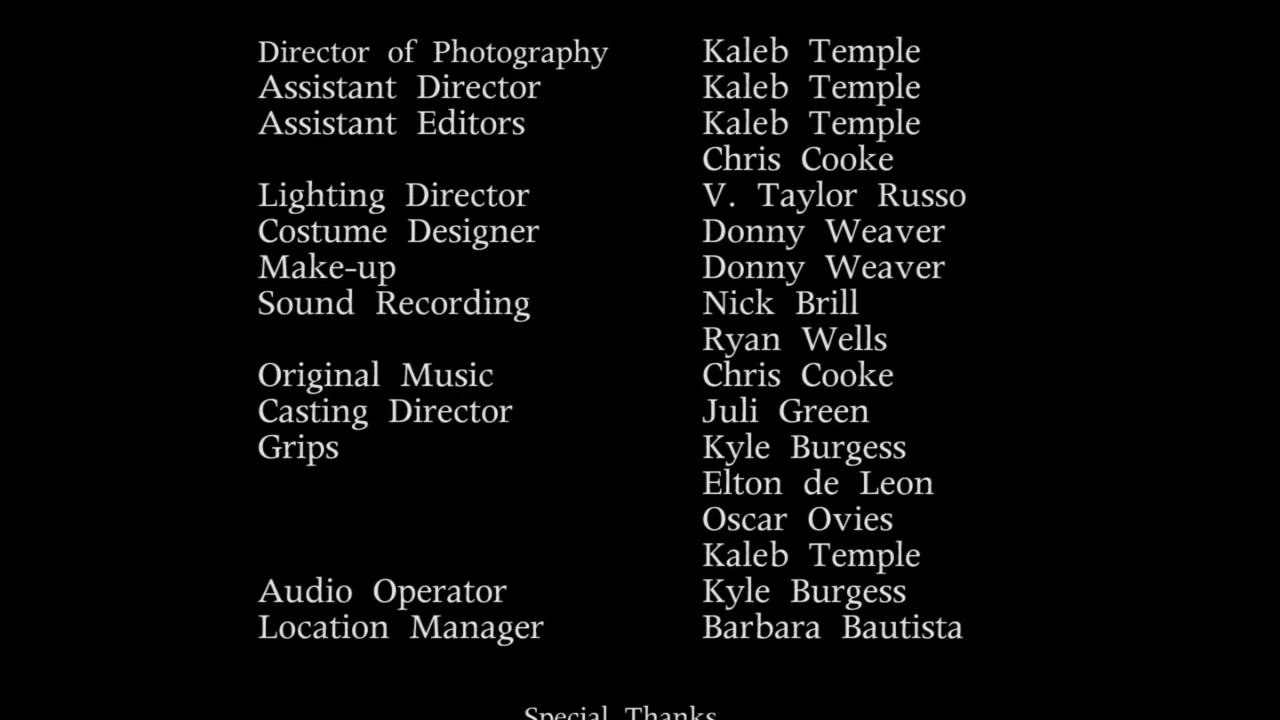 Director of Photography Kaleb Temple
Assistant Director Kaleb Temple
Assistant Editors Kaleb Temple
Chris Cooke
Lighting Director V. Taylor Russo
Costume Designer Donny Weaver
Make-up Donny Weaver
Sound Recording Nick Brill
Ryan Wells
Original Music Chris Cooke
Casting Director Juli Green
Grips Kyle Burgess
Elton de Leon
Oscar Ovies
Kaleb Temple
Audio Operator Kyle Burgess
Location Manager Barbara Bautista
Special Thanks